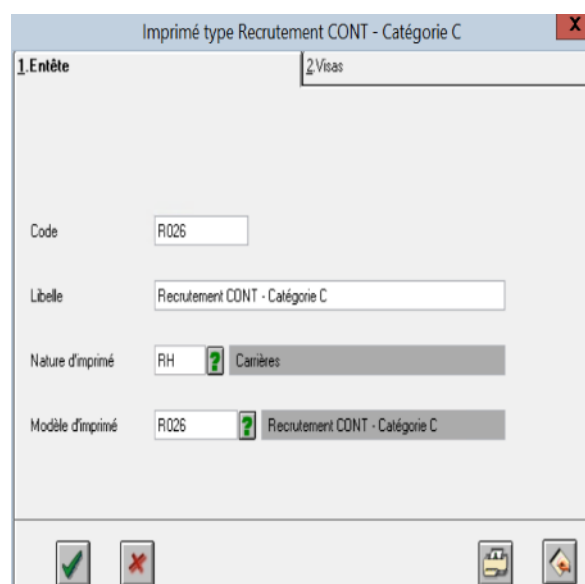 Imprimé type Recrutement CONT - Catégorie C X
1.Entête 2.Visas
Code R026
Libelle Recrutement CONT - Catégorie C
Nature d'imprimé RH ? Carrières
Modèle d'imprimé R026 ? Recrutement CONT - Catégorie C